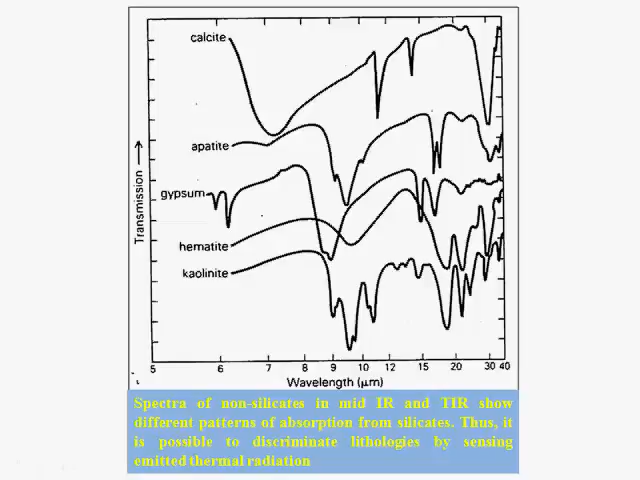 calcite
apatite
gypsum
hematite
kaolinite
Transmission →
5 6 7 8 9 10 12 15 20 30 40
Wavelength (μm)
Spectra of non-silicates in mid IR and TIR show
different patterns of absorption from silicates. Thus, it
is possible to discriminate lithologies by sensing
emitted thermal radiation